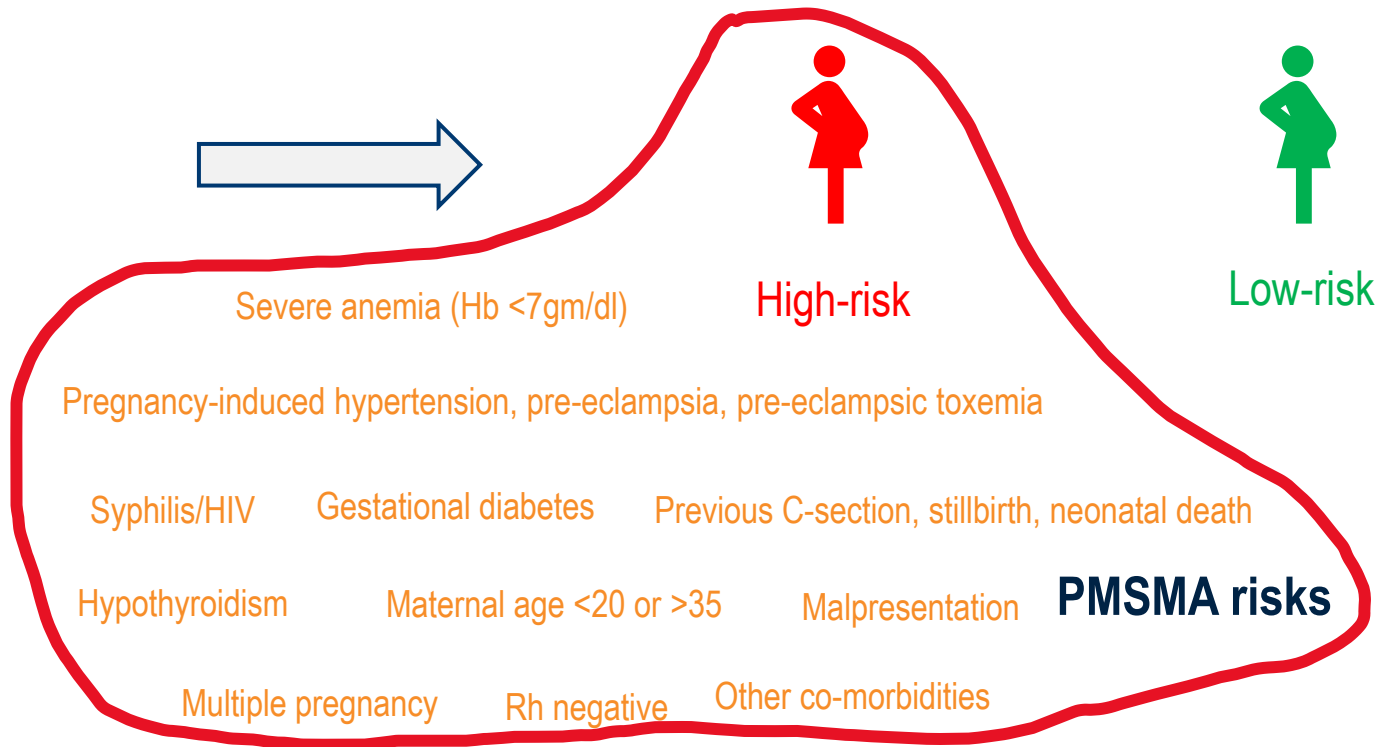 Severe anemia (Hb <7gm/dl)
High-risk
Low-risk
Pregnancy-induced hypertension, pre-eclampsia, pre-eclampsic toxemia
Syphilis/HIV
Gestational diabetes
Previous C-section, stillbirth, neonatal death
Hypothyroidism
Maternal age <20 or >35
Malpresentation
PMSMA risks
Multiple pregnancy
Rh negative
Other co-morbidities